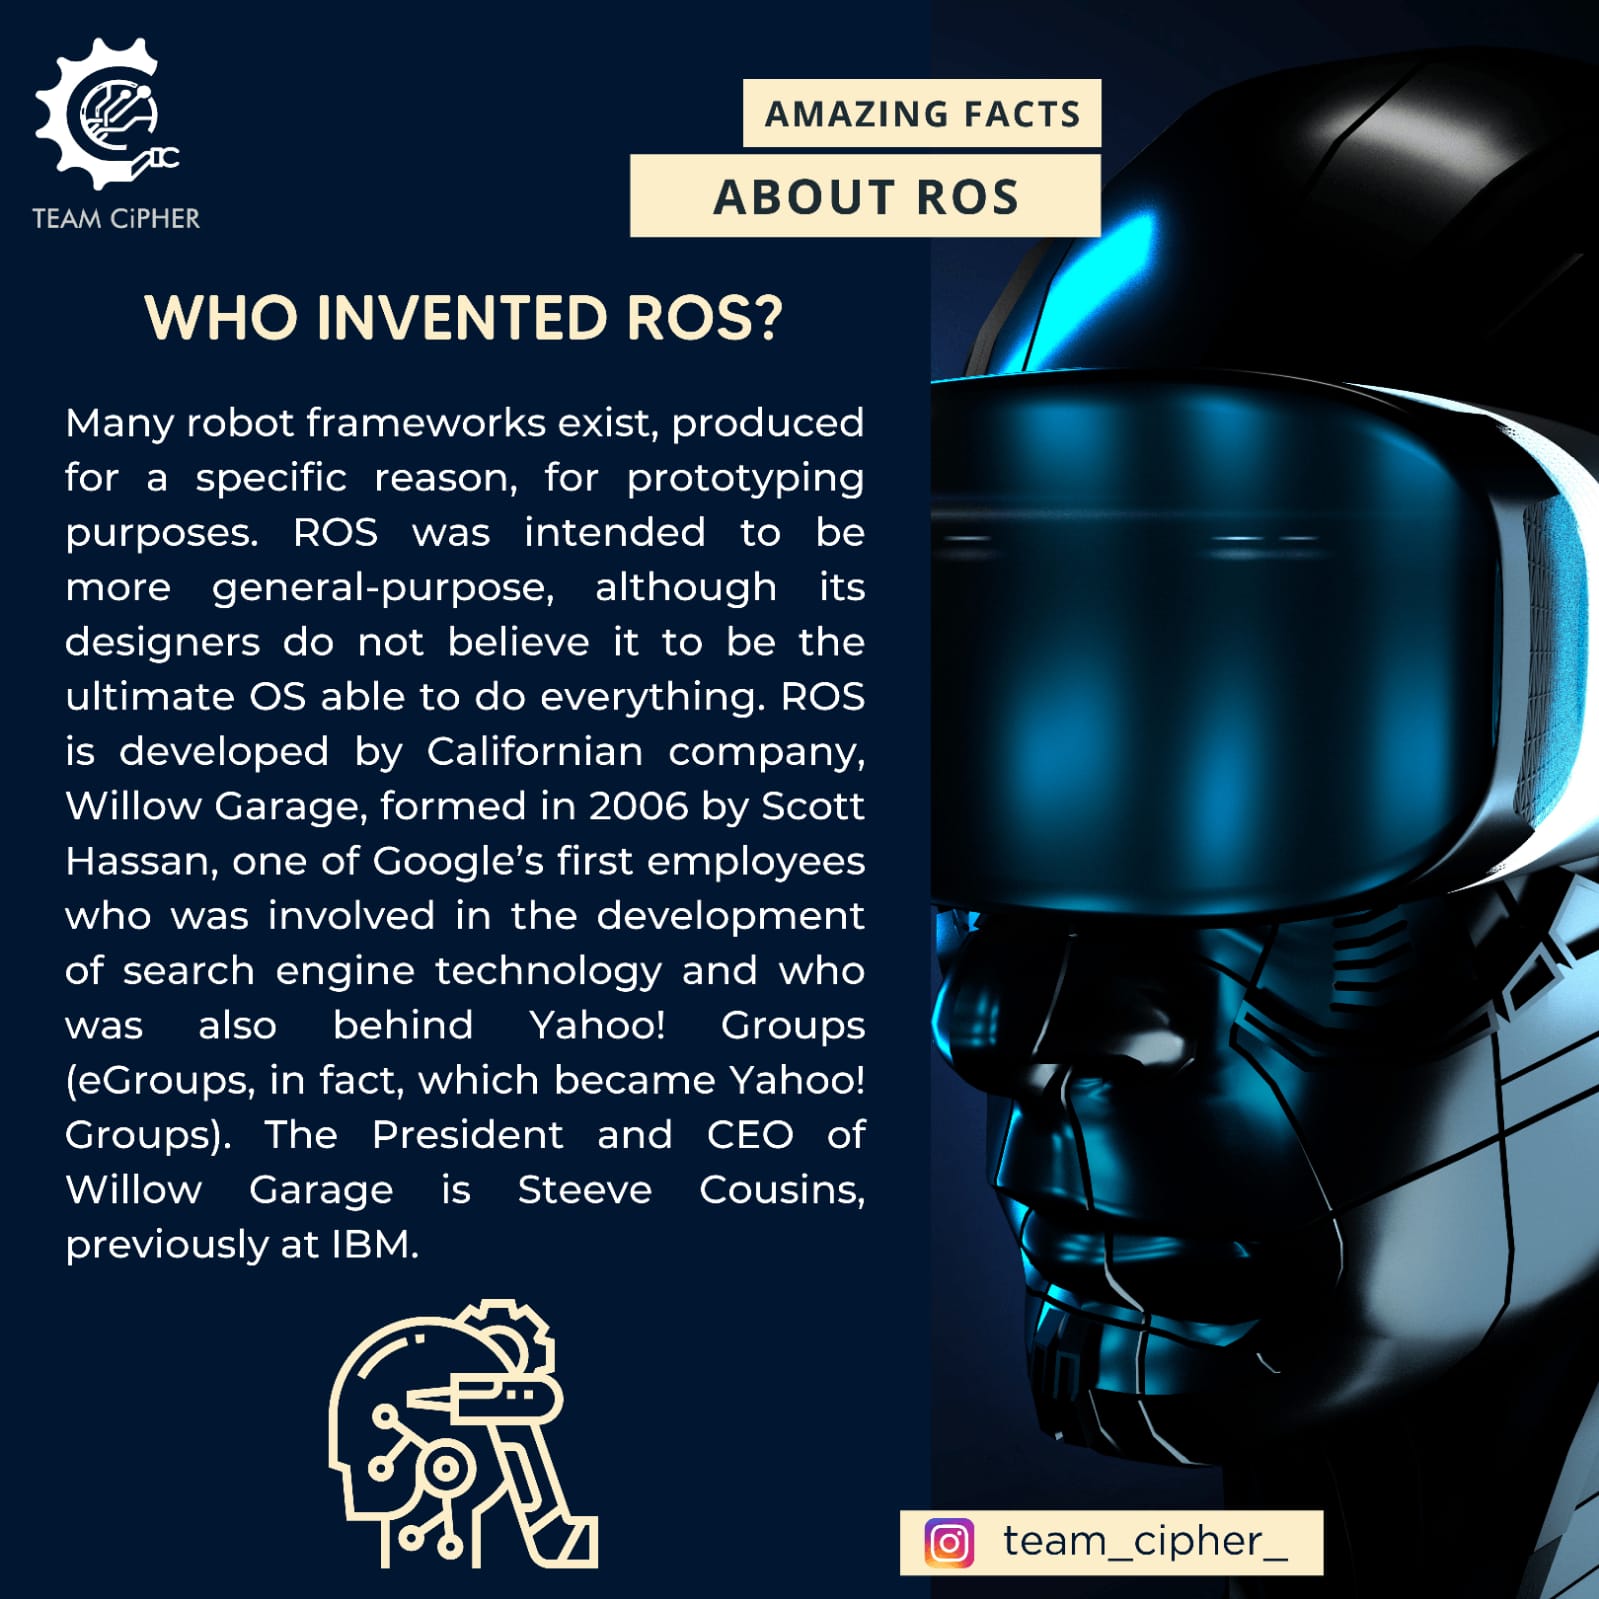 TEAM CiPHER
AMAZING FACTS
ABOUT ROS
WHO INVENTED ROS?
Many robot frameworks exist, produced
for a specific reason, for prototyping
purposes. ROS was intended to be
more general-purpose, although its
designers do not believe it to be the
ultimate OS able to do everything. ROS
is developed by Californian company,
Willow Garage, formed in 2006 by Scott
Hassan, one of Google’s first employees
who was involved in the development
of search engine technology and who
was also behind Yahoo! Groups
(eGroups, in fact, which became Yahoo!
Groups). The President and CEO of
Willow Garage is Steeve Cousins,
previously at IBM.
team_cipher_